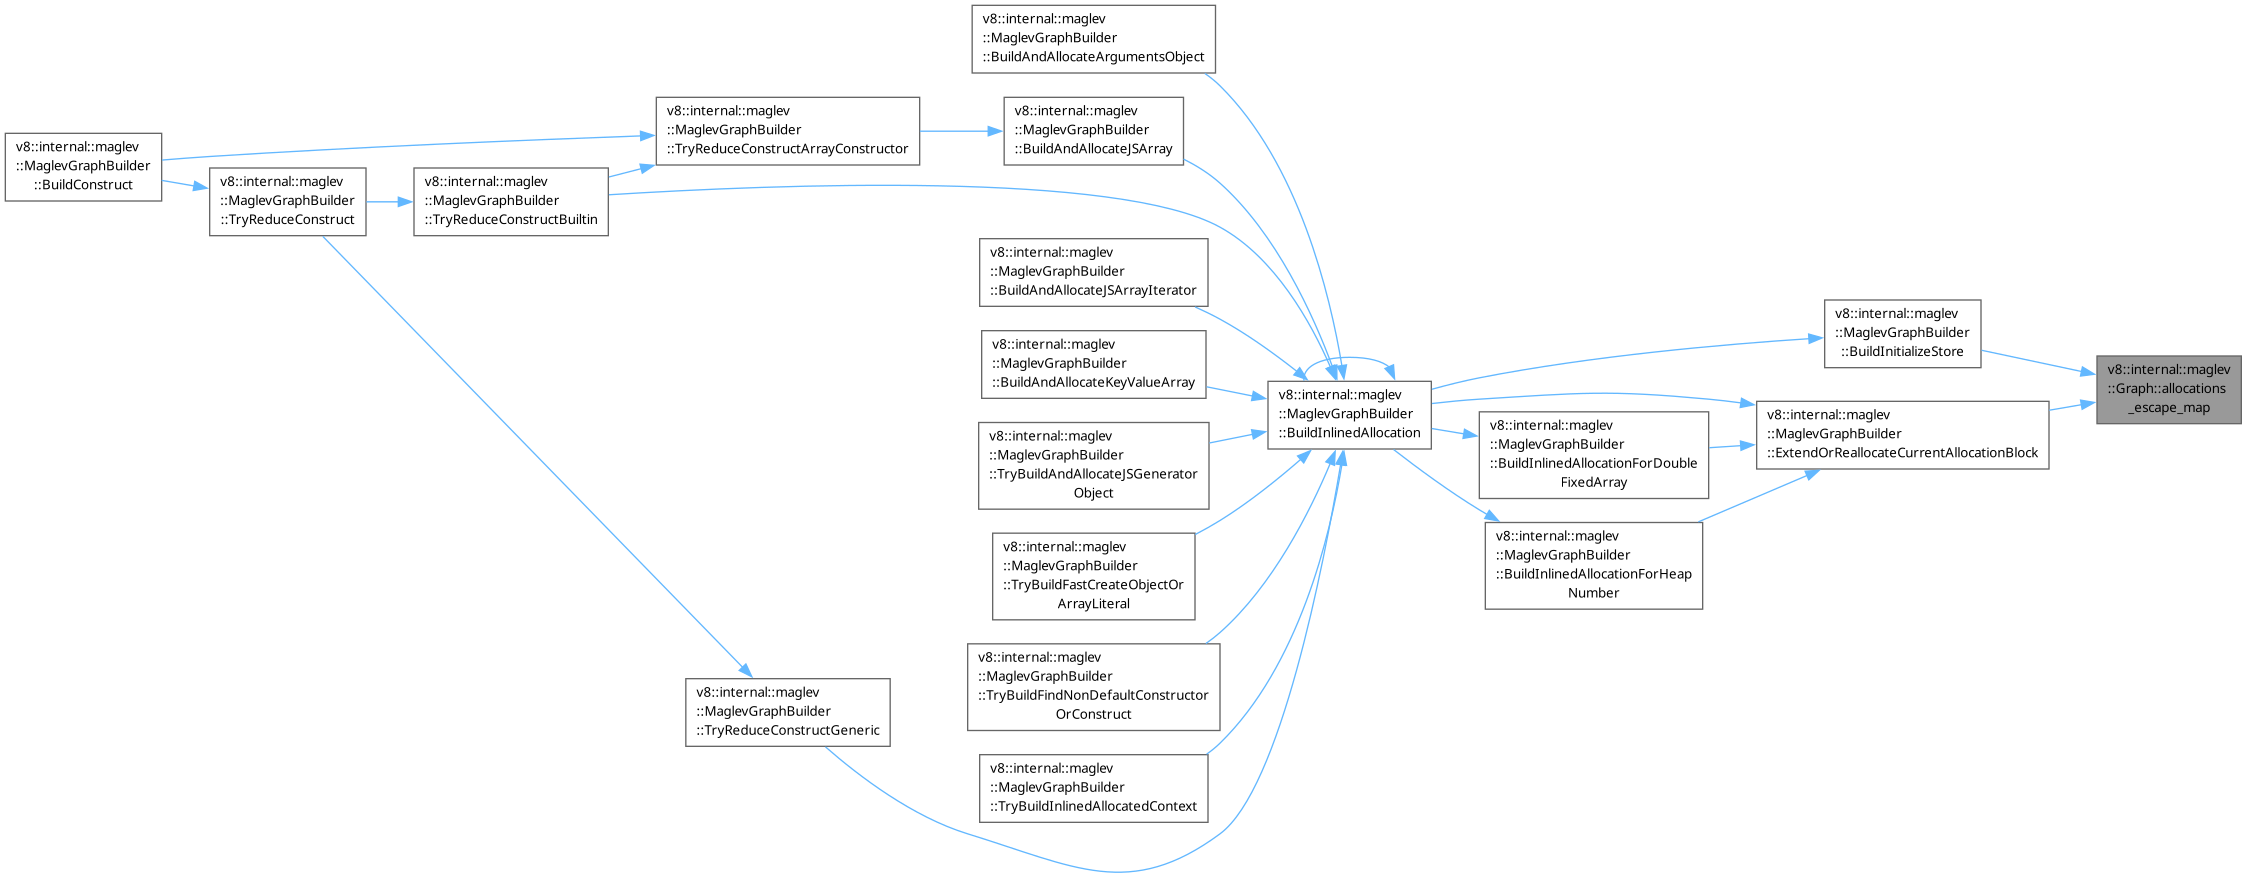 v8::internal::maglev
::MaglevGraphBuilder
::BuildAndAllocateArgumentsObject
v8::internal::maglev
::MaglevGraphBuilder
::TryReduceConstructArrayConstructor
v8::internal::maglev
::MaglevGraphBuilder
::BuildAndAllocateJSArray
v8::internal::maglev
::MaglevGraphBuilder
::BuildConstruct
v8::internal::maglev
::MaglevGraphBuilder
::TryReduceConstruct
v8::internal::maglev
::MaglevGraphBuilder
::TryReduceConstructBuiltin
v8::internal::maglev
::MaglevGraphBuilder
::BuildAndAllocateJSArrayIterator
v8::internal::maglev
::MaglevGraphBuilder
::BuildAndAllocateKeyValueArray
v8::internal::maglev
::MaglevGraphBuilder
::BuildInitializeStore
v8::internal::maglev
::Graph::allocations
_escape_map
v8::internal::maglev
::MaglevGraphBuilder
::BuildInlinedAllocation
v8::internal::maglev
::MaglevGraphBuilder
::ExtendOrReallocateCurrentAllocationBlock
v8::internal::maglev
::MaglevGraphBuilder
::BuildInlinedAllocationForDouble
FixedArray
v8::internal::maglev
::MaglevGraphBuilder
::TryBuildAndAllocateJSGenerator
Object
v8::internal::maglev
::MaglevGraphBuilder
::BuildInlinedAllocationForHeap
Number
v8::internal::maglev
::MaglevGraphBuilder
::TryBuildFastCreateObjectOr
ArrayLiteral
v8::internal::maglev
::MaglevGraphBuilder
::TryBuildFindNonDefaultConstructor
OrConstruct
v8::internal::maglev
::MaglevGraphBuilder
::TryReduceConstructGeneric
v8::internal::maglev
::MaglevGraphBuilder
::TryBuildInlinedAllocatedContext